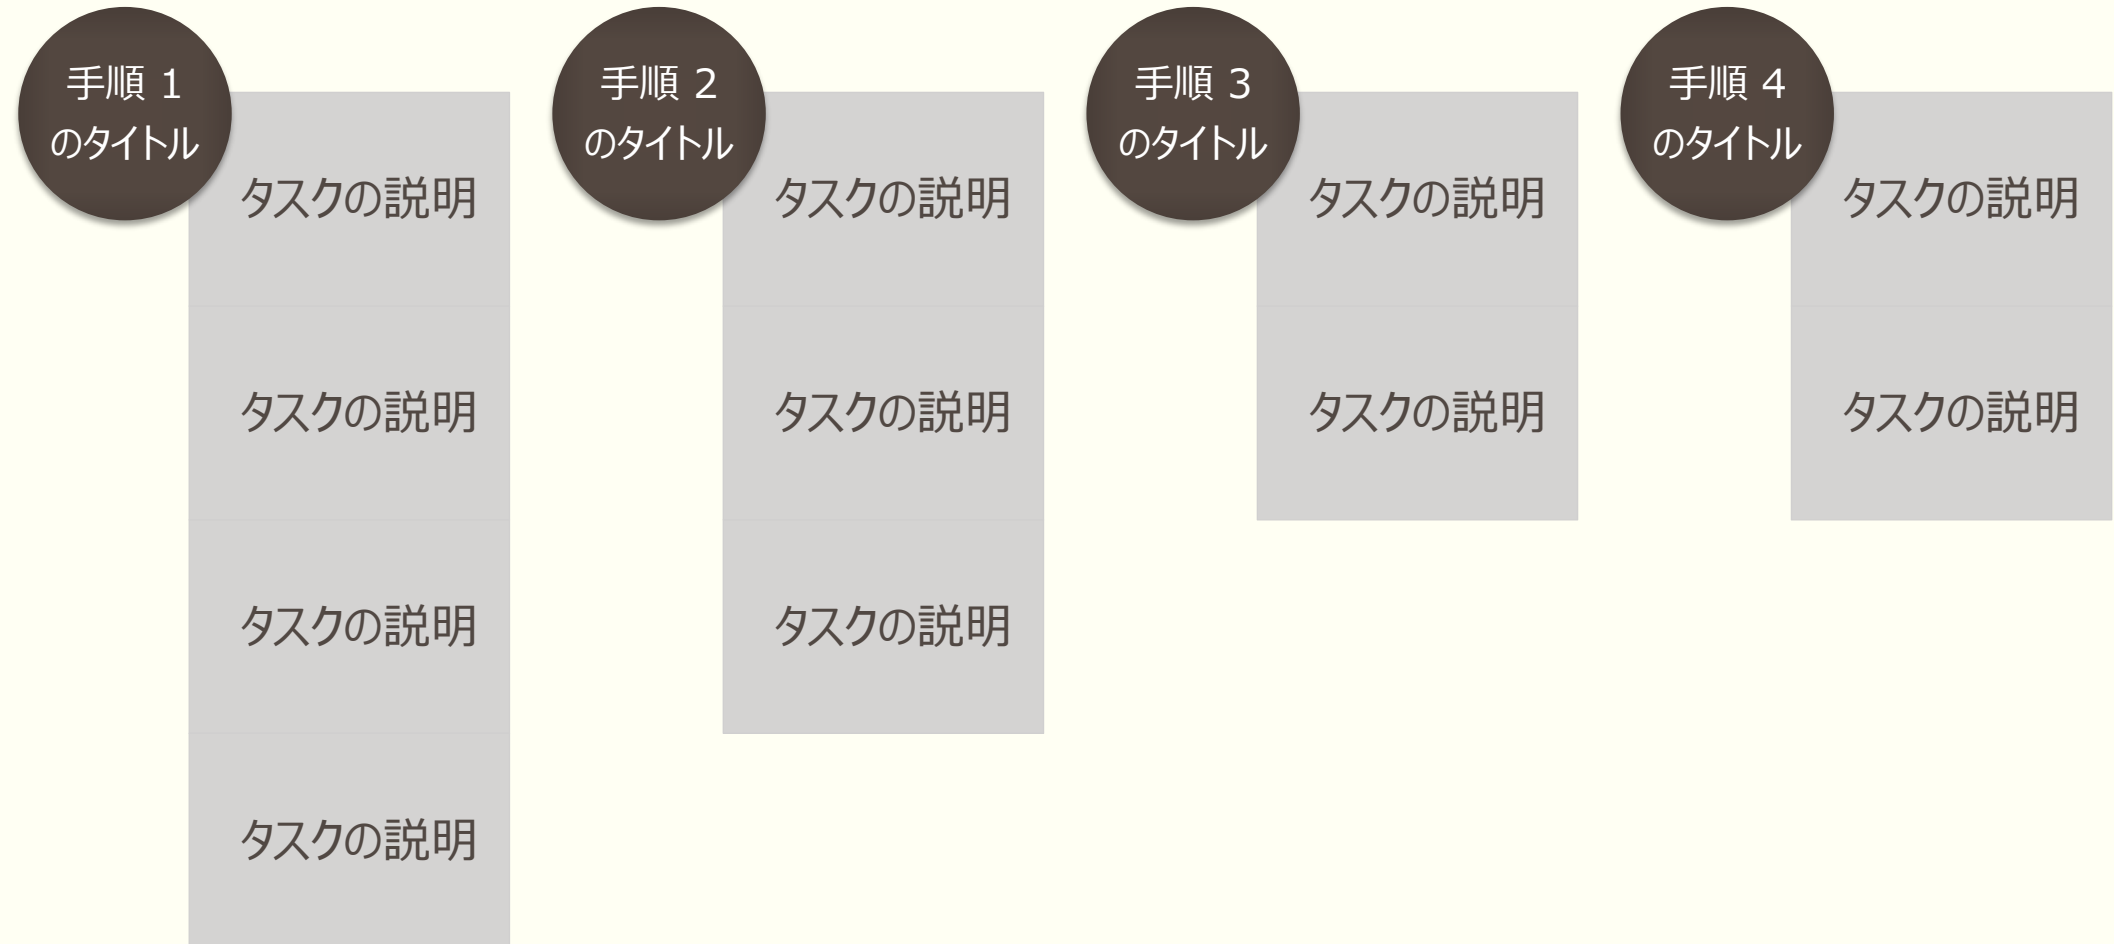 手順 1
のタイトル
タスクの説明
タスクの説明
タスクの説明
タスクの説明
手順 2
のタイトル
タスクの説明
タスクの説明
タスクの説明
手順 3
のタイトル
タスクの説明
タスクの説明
手順 4
のタイトル
タスクの説明
タスクの説明